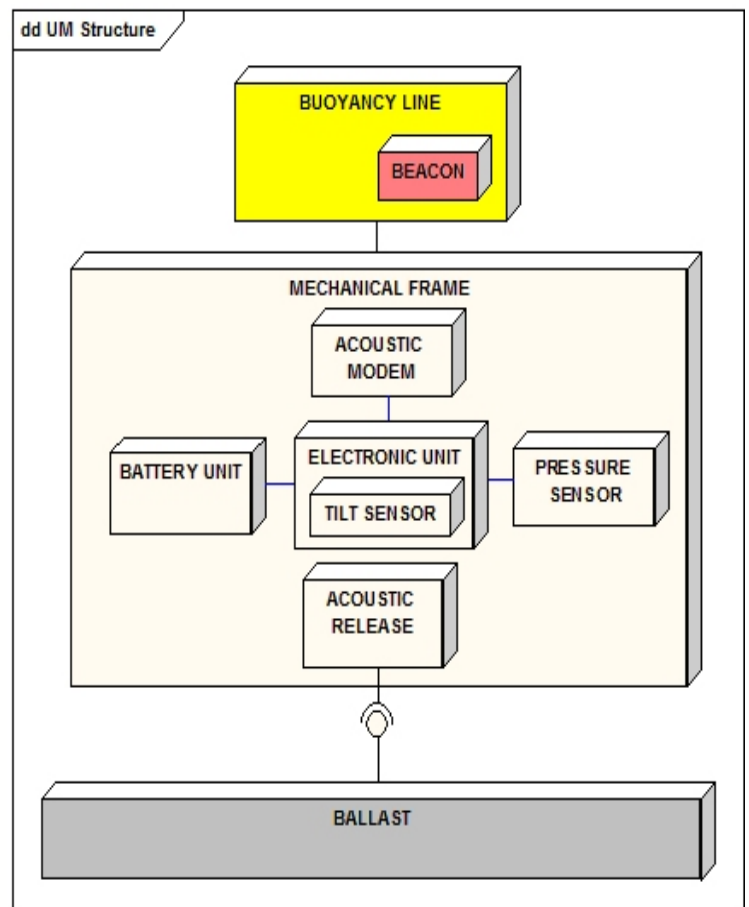 dd UM Structure
BUOYANCY LINE
BEACON
MECHANICAL FRAME
ACOUSTIC
MODEM
BATTERY UNIT
ELECTRONIC UNIT
TILT SENSOR
PRESSURE
SENSOR
ACOUSTIC
RELEASE
BALLAST